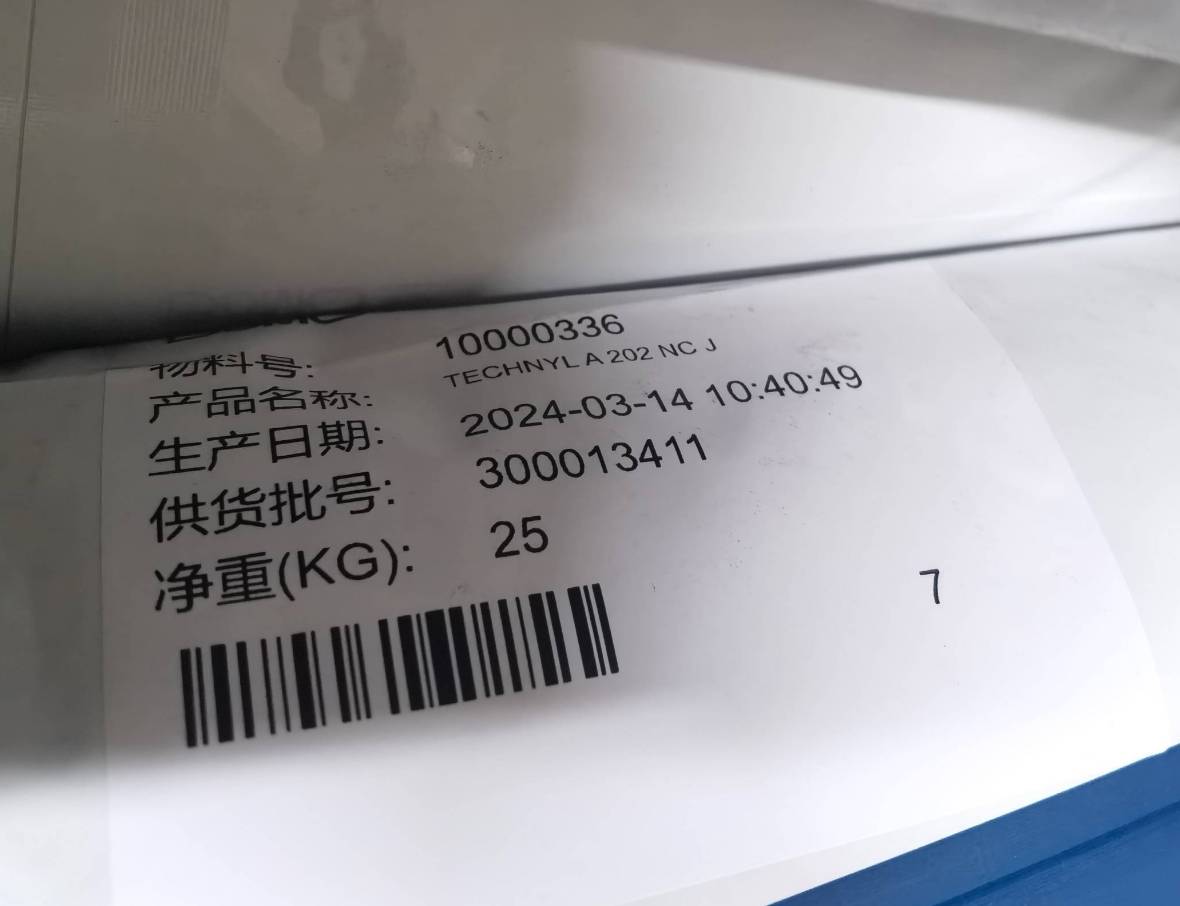 物料号: 10000336
产品名称: TECHNYL A 202 NC J
生产日期: 2024-03-14 10:40:49
供货批号: 300013411
净重(KG): 25
7